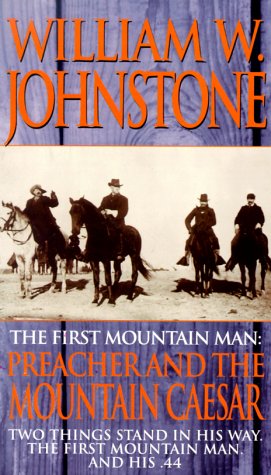 WILLIAM W.
JOHNSTONE
THE FIRST MOUNTAIN MAN:
PREACHER AND THE
MOUNTAIN CAESAR
TWO THINGS STAND IN HIS WAY.
THE FIRST MOUNTAIN MAN.
AND HIS .44